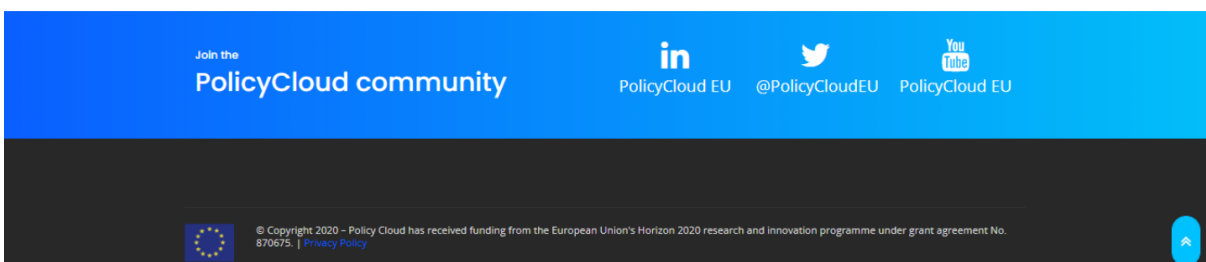 Join the
PolicyCloud community
in
PolicyCloud EU
@PolicyCloudEU
You
Tube
PolicyCloud EU
© Copyright 2020 – Policy Cloud has received funding from the European Union's Horizon 2020 research and innovation programme under grant agreement No.
870675. | Privacy Policy